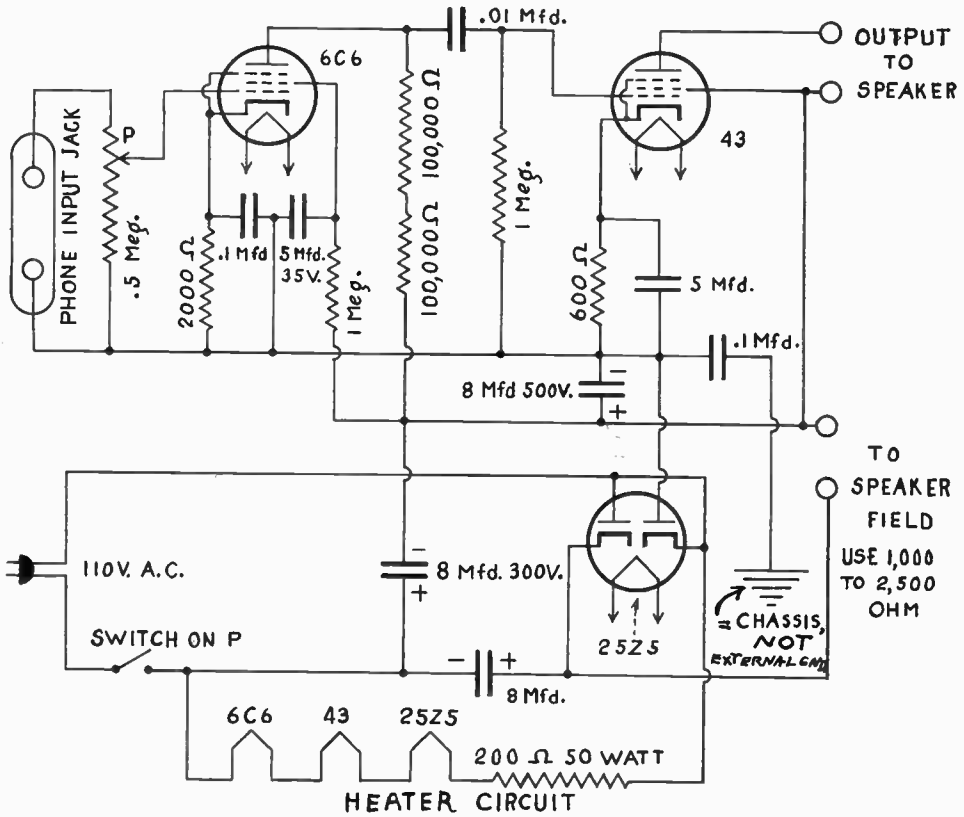 .01 Mfd.
6C6
OUTPUT
TO
SPEAKER
43
PHONE INPUT JACK
P
.5 Meg.
2000 Ω
.1 Mfd
5 Mfd.
35V.
1 Meg.
100,000 Ω
100,000 Ω
1 Meg.
600 Ω
5 Mfd.
.1 Mfd.
8 Mfd 500V.
-
+
TO
SPEAKER
FIELD
USE 1,000
TO 2,500
OHM
110V. A.C.
-
8 Mfd. 300V.
+
25Z5
= CHASSIS,
NOT
EXTERNAL GND
SWITCH ON P
- +
8 Mfd.
6C6 43 25Z5
200 Ω 50 WATT
HEATER CIRCUIT